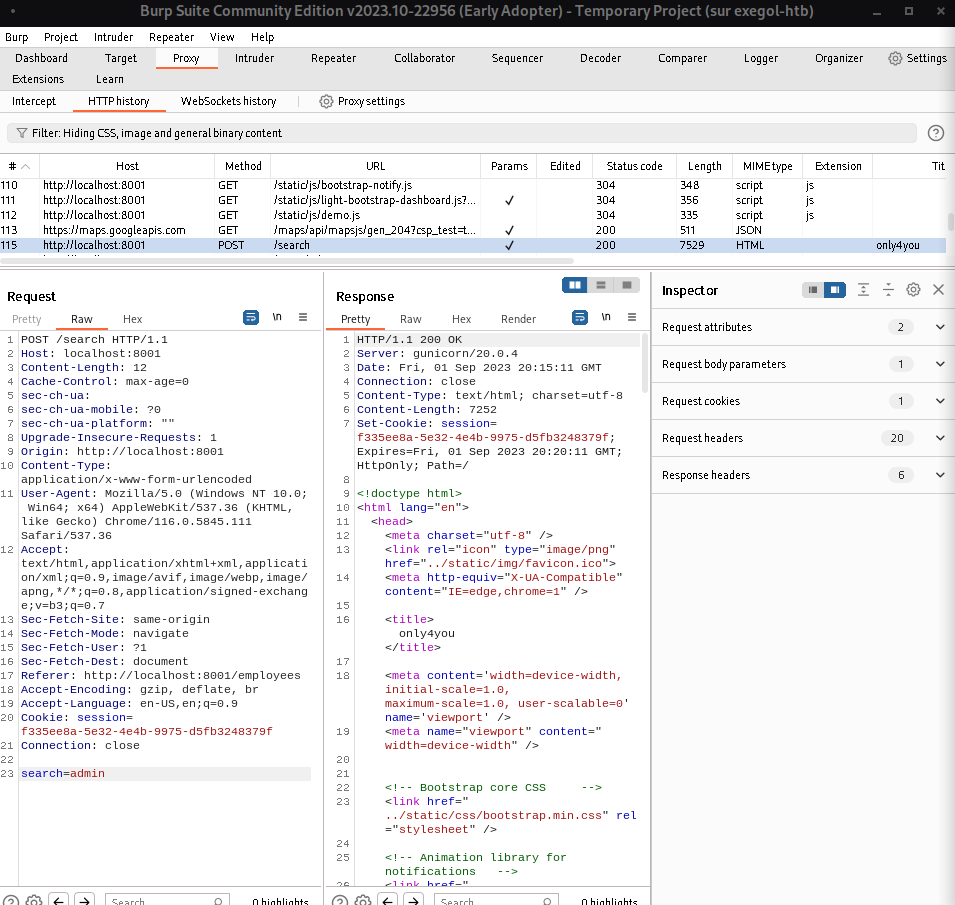 Burp Suite Community Edition v2023.10-22956 (Early Adopter) - Temporary Project (sur exegol-htb)
Burp Project Intruder Repeater View Help
Dashboard Target Proxy Intruder Repeater Collaborator Sequencer Decoder Comparer Logger Organizer Settings
Extensions Learn
Intercept HTTP history WebSockets history Proxy settings
Filter: Hiding CSS, image and general binary content
# Host Method URL Params Edited Status code Length MIME type Extension Tit
110 http://localhost:8001 GET /static/js/bootstrap-notify.js 304 348 script js
111 http://localhost:8001 GET /static/js/light-bootstrap-dashboard.js?... ✓ 304 356 script js
112 http://localhost:8001 GET /static/js/demo.js 304 335 script js
113 https://maps.googleapis.com GET /maps/api/mapsjs/gen_204?csp_test=t... ✓ 200 511 JSON
115 http://localhost:8001 POST /search ✓ 200 7529 HTML only4you
Request
Pretty Raw Hex \n
1 POST /search HTTP/1.1
2 Host: localhost:8001
3 Content-Length: 12
4 Cache-Control: max-age=0
5 sec-ch-ua:
6 sec-ch-ua-mobile: ?0
7 sec-ch-ua-platform: ""
8 Upgrade-Insecure-Requests: 1
9 Origin: http://localhost:8001
10 Content-Type:
application/x-www-form-urlencoded
11 User-Agent: Mozilla/5.0 (Windows NT 10.0;
Win64; x64) AppleWebKit/537.36 (KHTML,
like Gecko) Chrome/116.0.5845.111
Safari/537.36
12 Accept:
text/html,application/xhtml+xml,applicati
on/xml;q=0.9,image/avif,image/webp,image/
apng,*/*;q=0.8,application/signed-exchang
e;v=b3;q=0.7
13 Sec-Fetch-Site: same-origin
14 Sec-Fetch-Mode: navigate
15 Sec-Fetch-User: ?1
16 Sec-Fetch-Dest: document
17 Referer: http://localhost:8001/employees
18 Accept-Encoding: gzip, deflate, br
19 Accept-Language: en-US,en;q=0.9
20 Cookie: session=
f335ee8a-5e32-4e4b-9975-d5fb3248379f
21 Connection: close
22
23 search=admin
Search 0 highlights
Response
Pretty Raw Hex Render \n
1 HTTP/1.1 200 OK
2 Server: gunicorn/20.0.4
3 Date: Fri, 01 Sep 2023 20:15:11 GMT
4 Connection: close
5 Content-Type: text/html; charset=utf-8
6 Content-Length: 7252
7 Set-Cookie: session=
f335ee8a-5e32-4e4b-9975-d5fb3248379f;
Expires=Fri, 01 Sep 2023 20:20:11 GMT;
HttpOnly; Path=/
8
9 <!doctype html>
10 <html lang="en">
11 <head>
12 <meta charset="utf-8" />
13 <link rel="icon" type="image/png"
href="../static/img/favicon.ico">
14 <meta http-equiv="X-UA-Compatible"
content="IE=edge,chrome=1" />
15
16 <title>
only4you
</title>
17
18 <meta content='width=device-width,
initial-scale=1.0,
maximum-scale=1.0, user-scalable=0'
name='viewport' />
19 <meta name="viewport" content="
width=device-width" />
20
21
22 <!-- Bootstrap core CSS -->
23 <link href="
../static/css/bootstrap.min.css" rel
="stylesheet" />
24
25 <!-- Animation library for
notifications -->
26 <link href="
Search 0 highlights
Inspector
Request attributes 2
Request body parameters 1
Request cookies 1
Request headers 20
Response headers 6